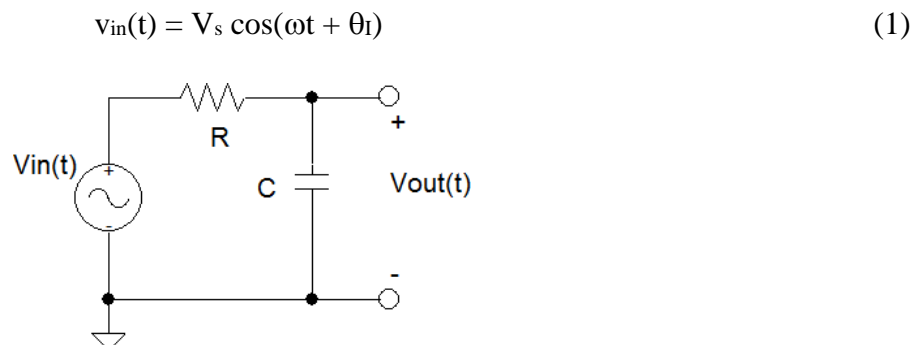 vin(t) = Vs cos(ωt + θI) (1)
R
+
Vin(t)
+
C
Vout(t)
-
-